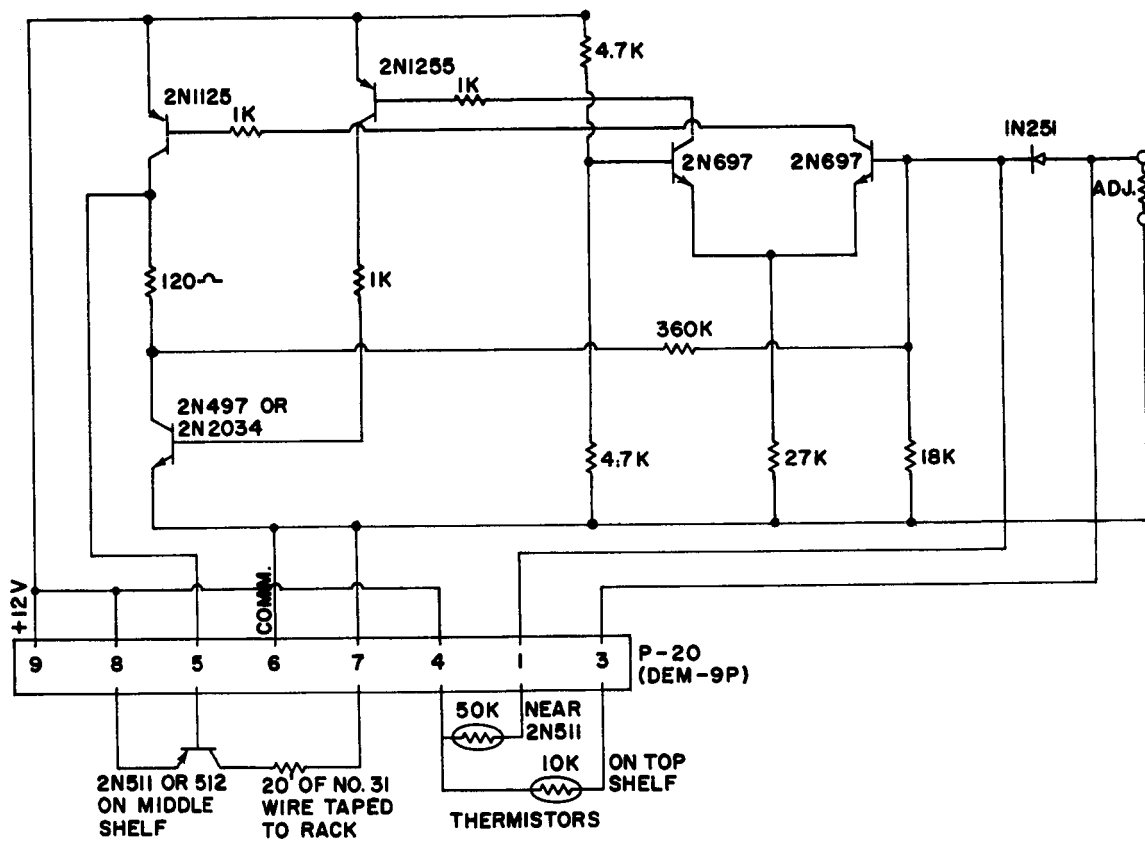 4.7K
2N1255
1K
2N1125
1K
1N251
2N697
2N697
ADJ.
120
1K
360K
2N497 OR
2N2034
4.7K
27K
18K
+12V
COMM.
9 8 5 6 7 4 1 3
P-20
(DEM-9P)
50K
NEAR
2N511
10K
ON TOP
SHELF
2N511 OR 512
ON MIDDLE
SHELF
20' OF NO. 31
WIRE TAPED
TO RACK
THERMISTORS